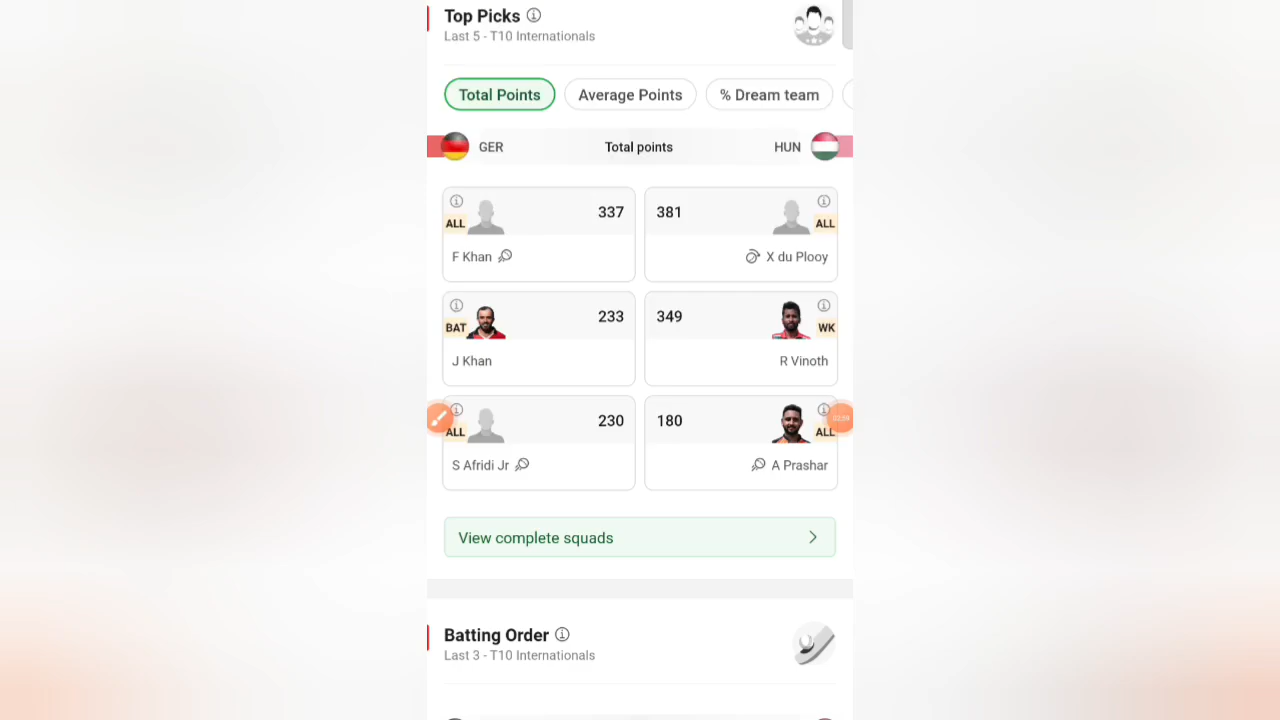 Top Picks
Last 5 - T10 Internationals
Total Points
Average Points
% Dream team
GER
Total points
HUN
ALL
337
F Khan
381
ALL
X du Plooy
BAT
233
J Khan
349
WK
R Vinoth
ALL
230
S Afridi Jr
180
ALL
A Prashar
View complete squads
Batting Order
Last 3 - T10 Internationals